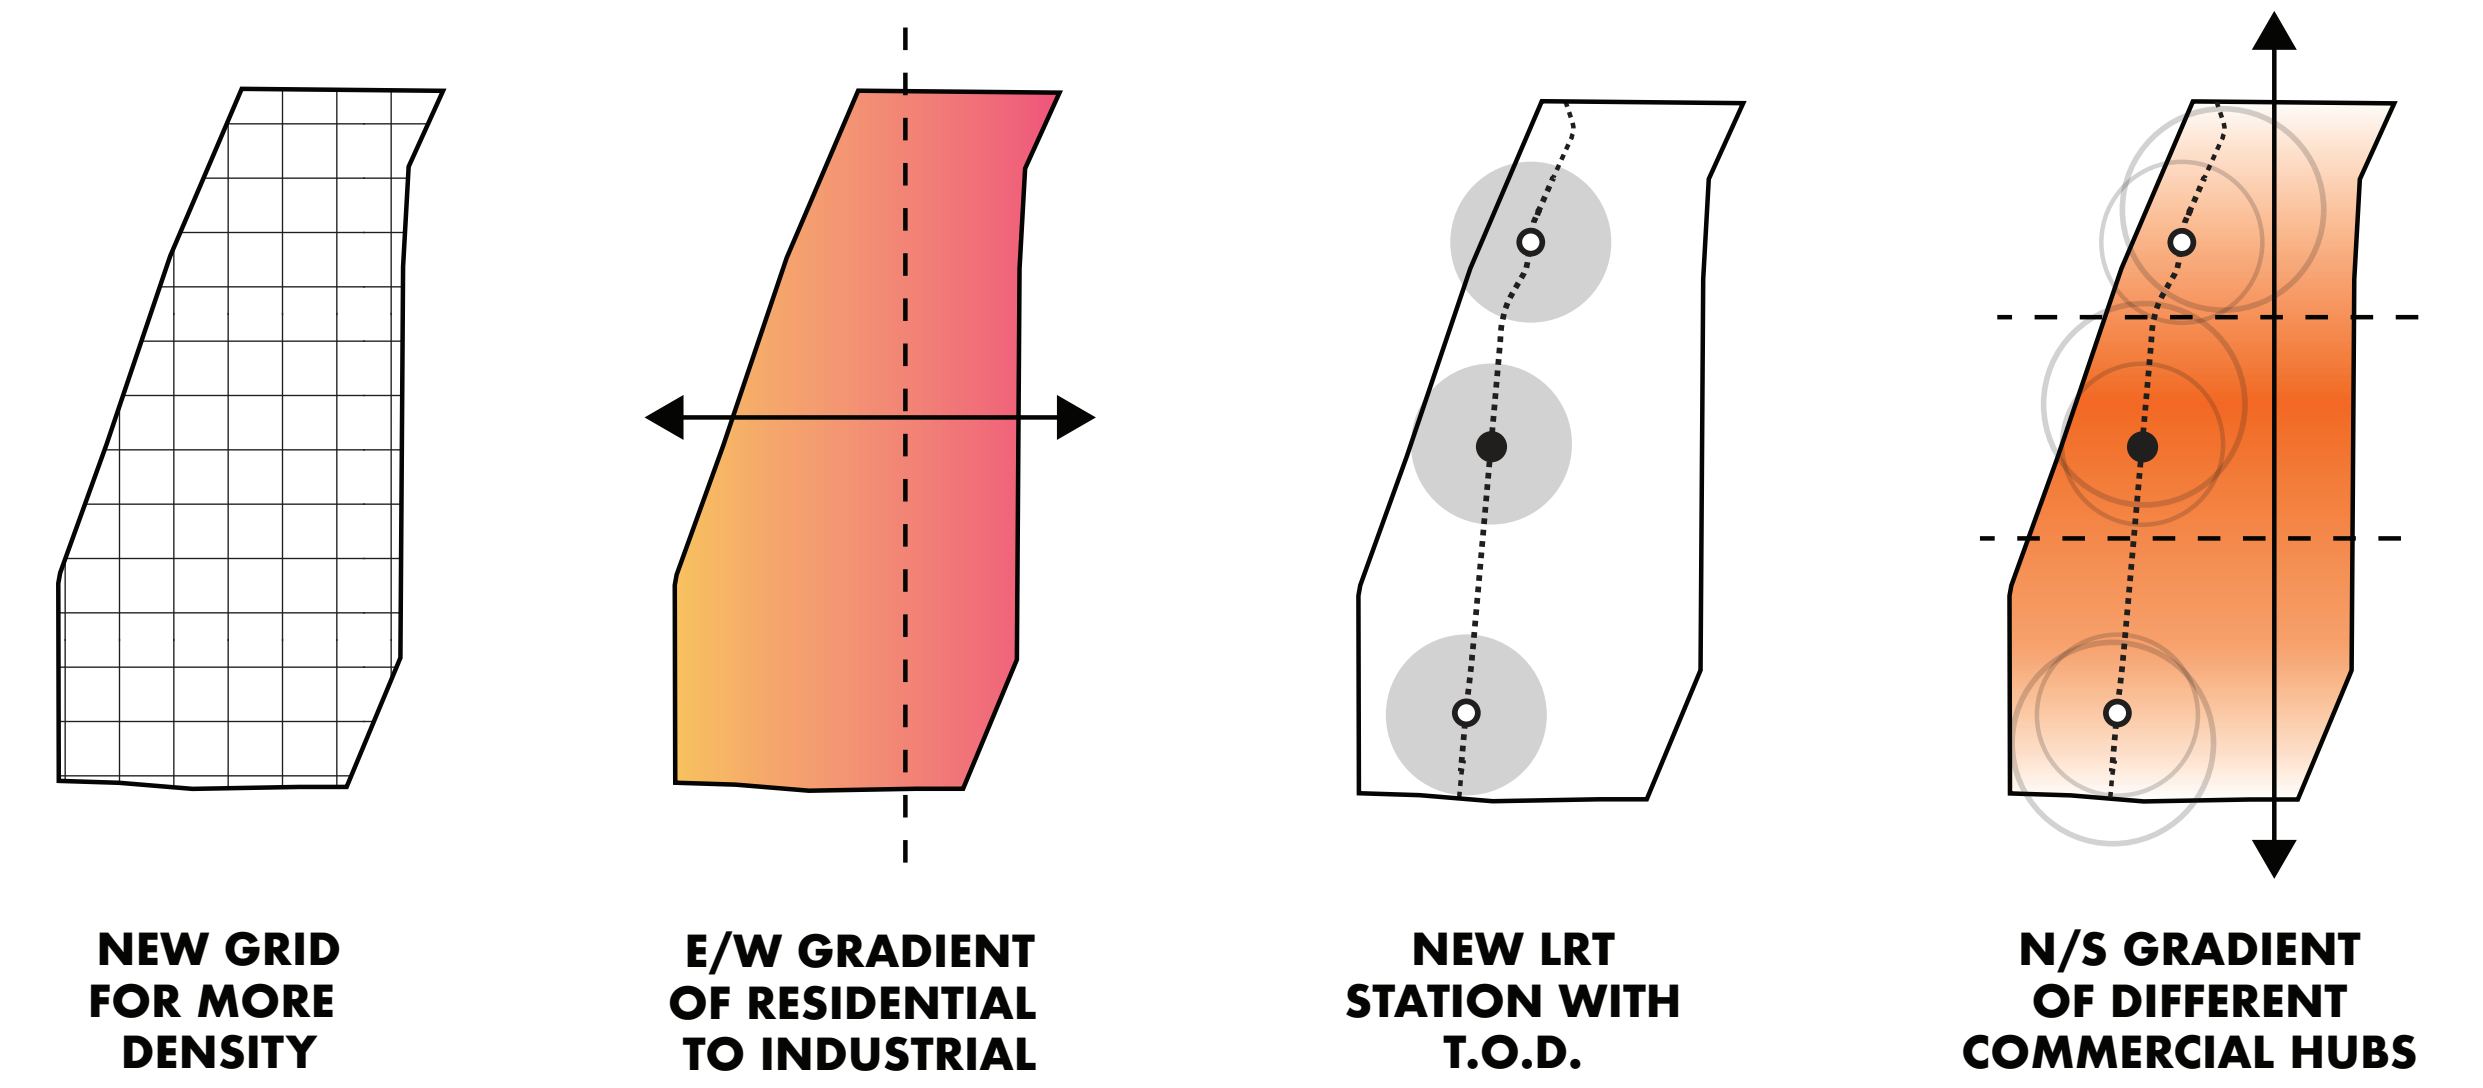 NEW GRID
FOR MORE
DENSITY
E/W GRADIENT
OF RESIDENTIAL
TO INDUSTRIAL
NEW LRT
STATION WITH
T.O.D.
N/S GRADIENT
OF DIFFERENT
COMMERCIAL HUBS